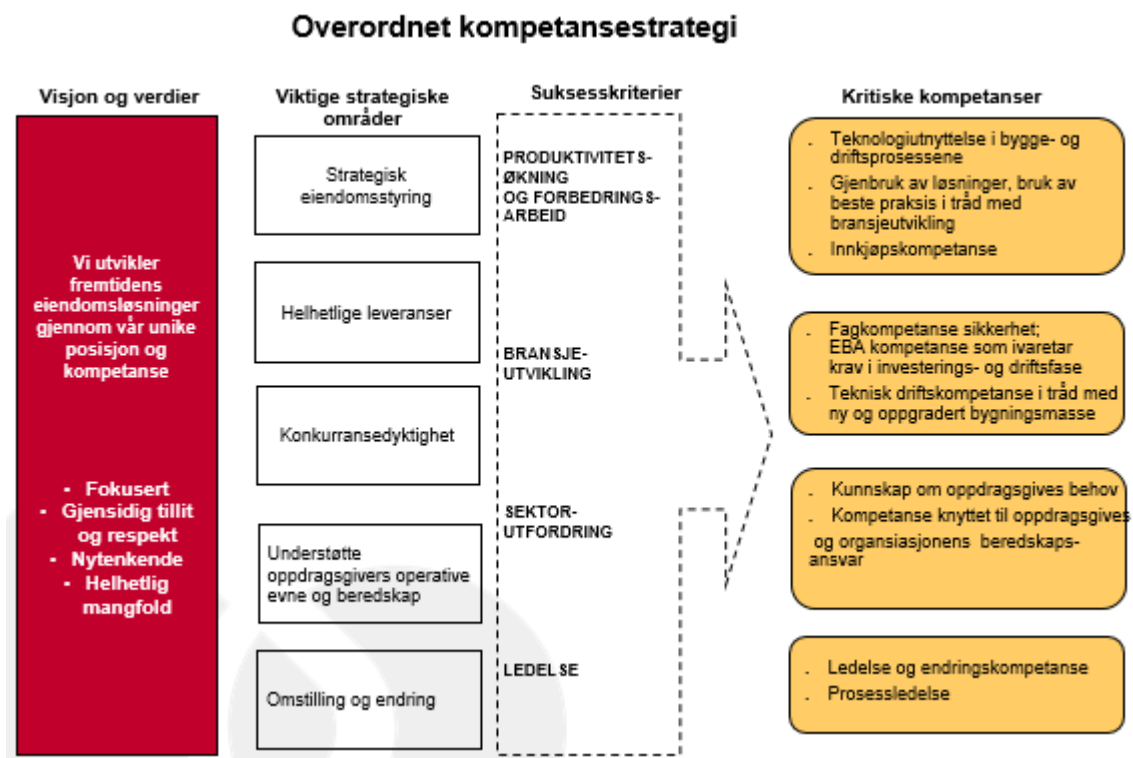 Overordnet kompetansestrategi
Visjon og verdier
Vi utvikler
fremtidens
eiendomsløsninger
gjennom vår unike
posisjon og
kompetanse
- Fokusert
- Gjensidig tillit
og respekt
- Nytenkende
- Helhetlig
mangfold
Viktige strategiske
områder
Strategisk
eiendomsstyring
Helhetlige leveranser
Konkurransedyktighet
Understøtte
oppdragsgivers operative
evne og beredskap
Omstilling og endring
Suksesskriterier
PRODUKTIVITETS-
ØKNING
OG FORBEDRINGS-
ARBEID
BRANSJE-
UTVIKLING
SEKTOR-
UTFORDRING
LEDELSE
Kritiske kompetanser
. Teknologiutnyttelse i bygge- og
driftsprosessene
. Gjenbruk av løsninger, bruk av
beste praksis i tråd med
bransjeutvikling
. Innkjøpskompetanse
. Fagkompetanse sikkerhet;
EBA kompetanse som ivaretar
krav i investerings- og driftsfase
. Teknisk driftskompetanse i tråd med
ny og oppgradert bygningsmasse
. Kunnskap om oppdragsgives behov
. Kompetanse knyttet til oppdragsgives
og organsiasjonens beredskaps-
ansvar
. Ledelse og endringskompetanse
. Prosessledelse